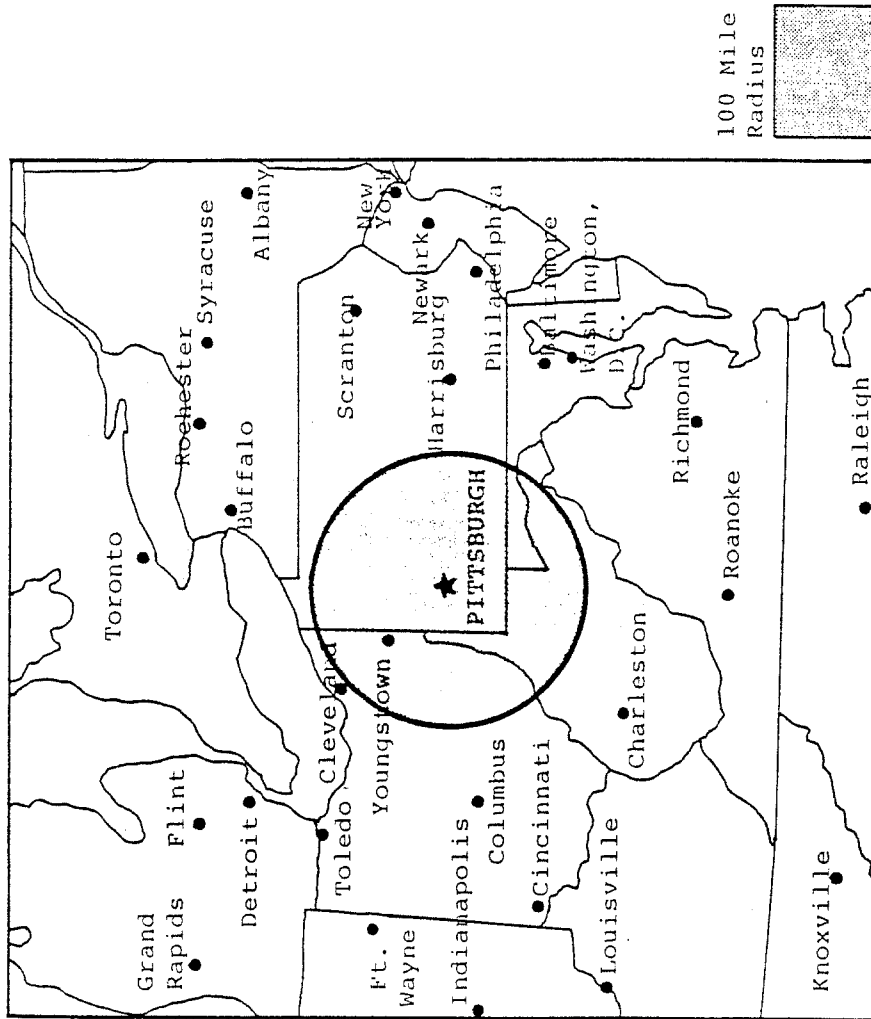 Toronto
Rochester
Syracuse
Buffalo
Albany
Grand
Rapids
Flint
Detroit
Toledo
Cleveland
Youngstown
Scranton
New
York
Newark
Harrisburg
Philadelphia
PITTSBURGH
Baltimore
Washington,
D.C.
Ft.
Wayne
Indianapolis
Columbus
Cincinnati
Louisville
Charleston
Richmond
Roanoke
Knoxville
Raleigh
100 Mile
Radius